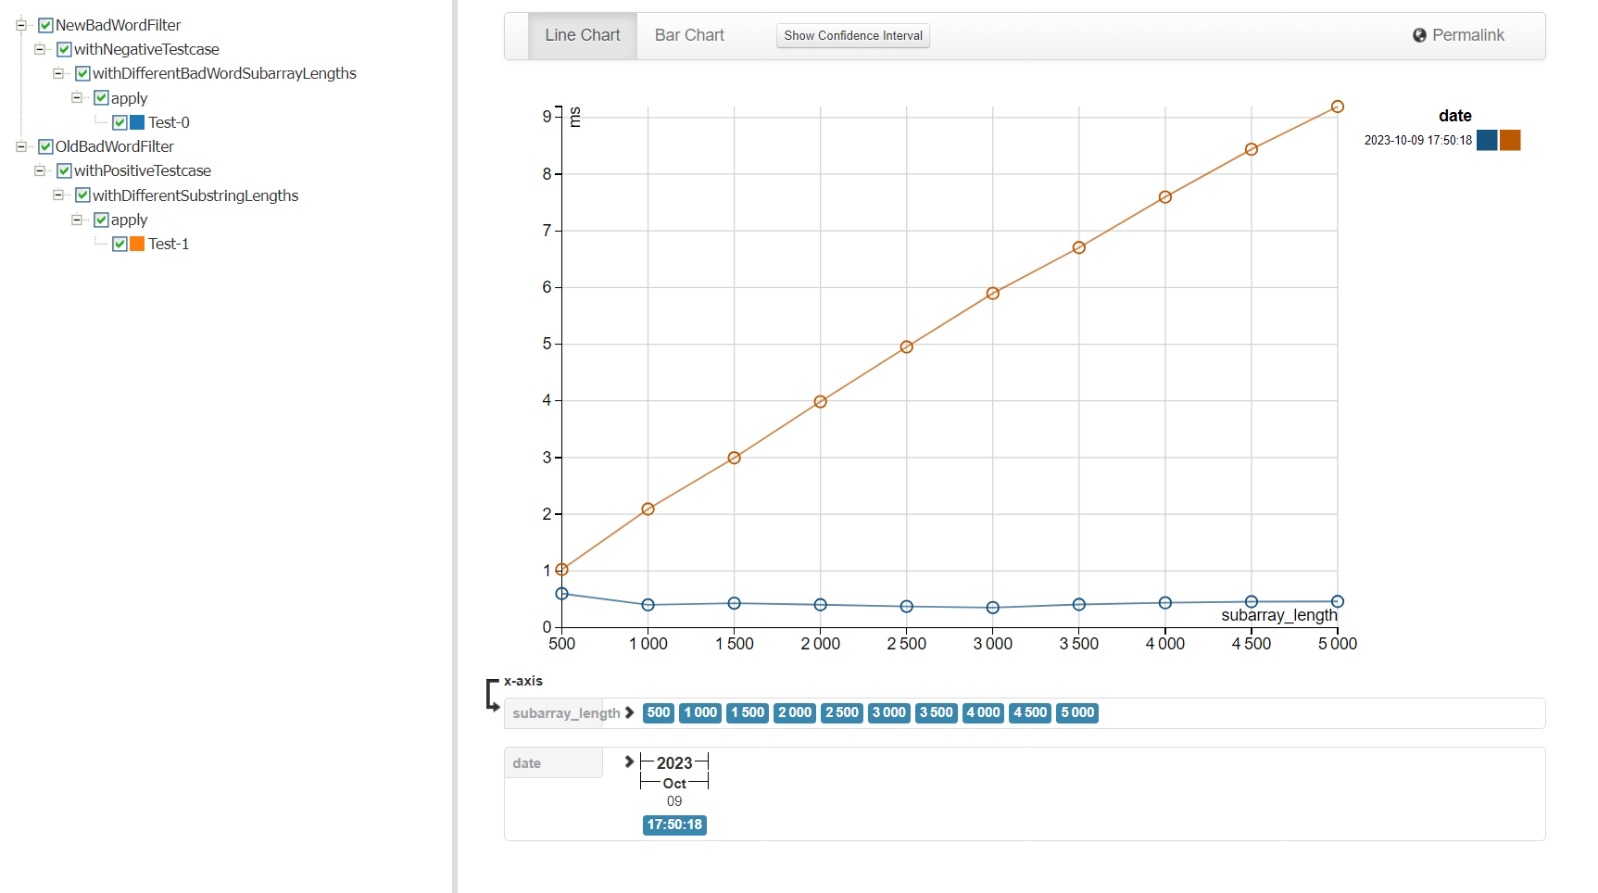 NewBadWordFilter
withNegativeTestcase
withDifferentBadWordSubarrayLengths
apply
Test-0
OldBadWordFilter
withPositiveTestcase
withDifferentSubstringLengths
apply
Test-1
Line Chart Bar Chart Show Confidence Interval Permalink
ms
9
8
7
6
5
4
3
2
1
0
subarray_length
500 1 000 1 500 2 000 2 500 3 000 3 500 4 000 4 500 5 000
date
2023-10-09 17:50:18
x-axis
subarray_length 500 1 000 1 500 2 000 2 500 3 000 3 500 4 000 4 500 5 000
date 2023
Oct
09
17:50:18